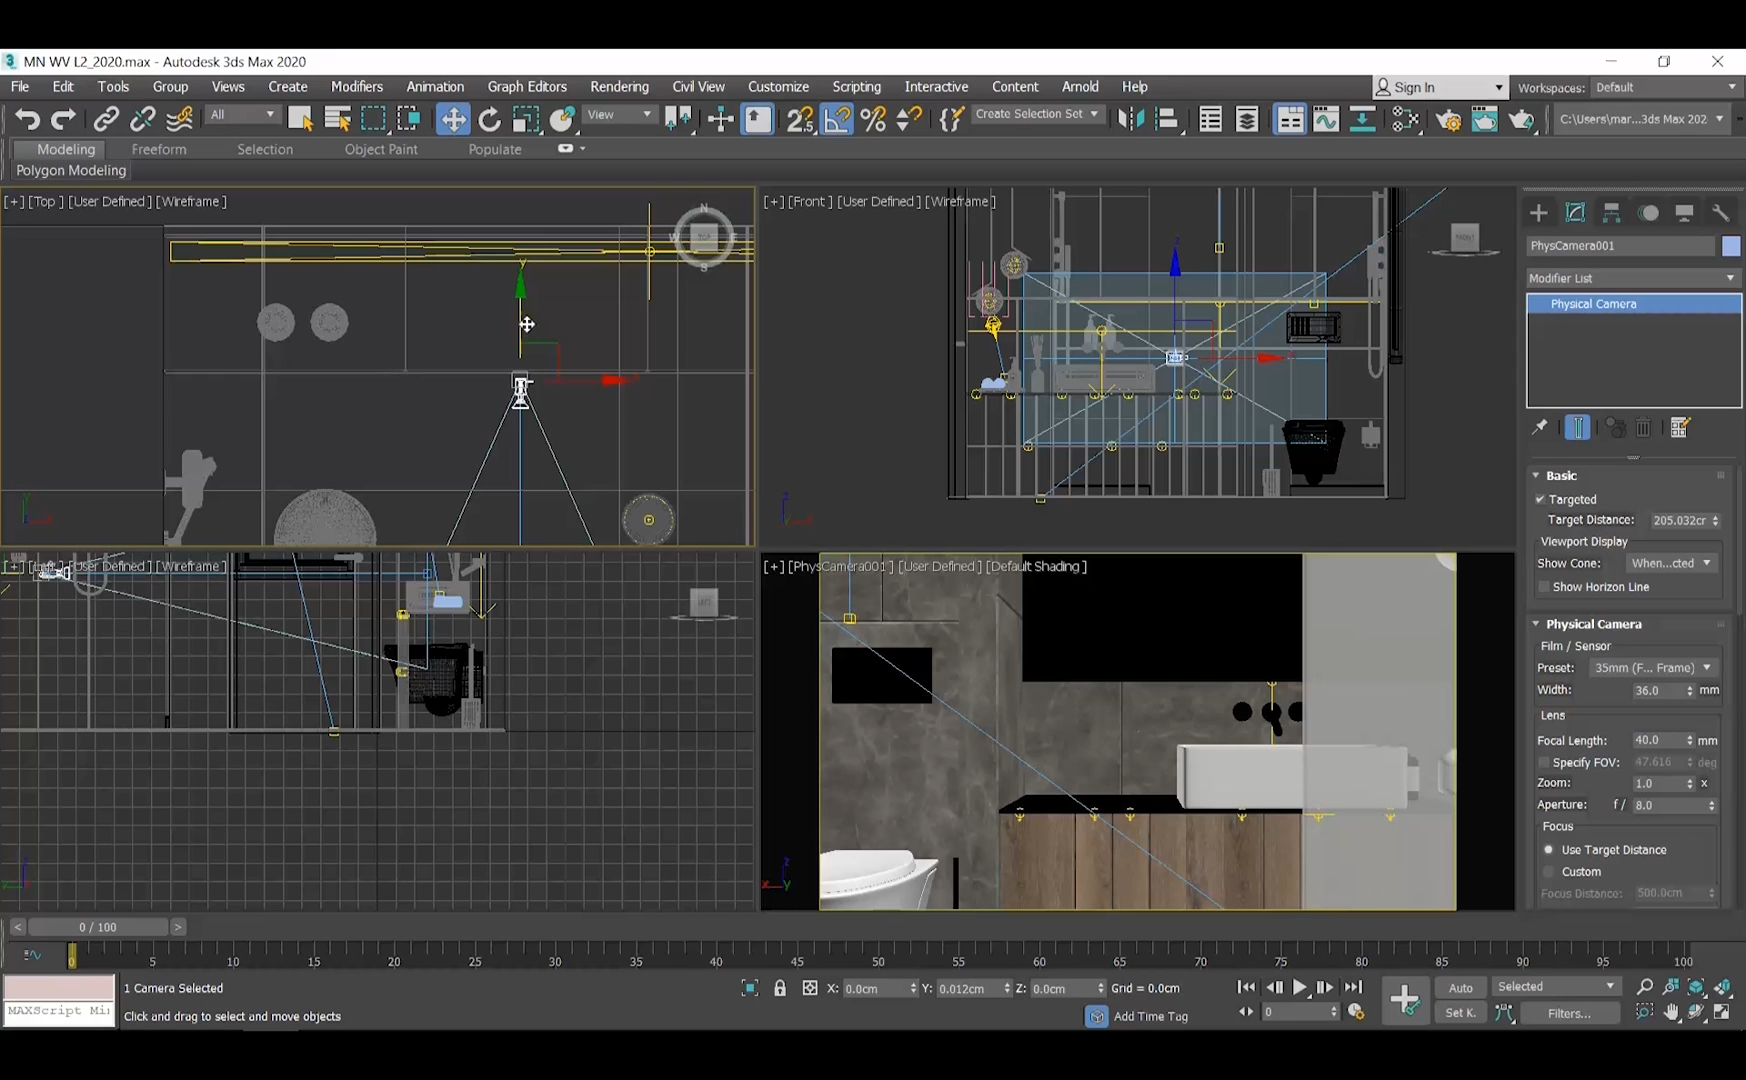 MN WV L2_2020.max - Autodesk 3ds Max 2020
File Edit Tools Group Views Create Modifiers Animation Graph Editors Rendering Civil View Customize Scripting Interactive Content Arnold Help
Sign In
Workspaces: Default
All
View
Create Selection Set
C:\Users\mar...3ds Max 202
Modeling Freeform Selection Object Paint Populate
Polygon Modeling
[+] [Top ] [User Defined ] [Wireframe ]
N
W
TOP
E
S
[+] [Front ] [User Defined ] [Wireframe ]
FRONT
PhysCamera001
Modifier List
Physical Camera
Basic
Targeted
Target Distance: 205.032cr
Viewport Display
Show Cone: When...cted
Show Horizon Line
Physical Camera
Film / Sensor
Preset: 35mm (F... Frame)
Width: 36.0 mm
Lens
Focal Length: 40.0 mm
Specify FOV: 47.616 deg
Zoom: 1.0 x
Aperture: f / 8.0
Focus
Use Target Distance
Custom
Focus Distance: 500.0cm
[+] [Left ] [User Defined ] [Wireframe ]
[+] [PhysCamera001 ] [User Defined ] [Default Shading ]
< 0 / 100 >
0 5 10 15 20 25 30 35 40 45 50 55 60 65 70 75 80 85 90 95 100
1 Camera Selected
X: 0.0cm Y: 0.012cm Z: 0.0cm Grid = 0.0cm
Auto Selected
MAXScript Mi
Click and drag to select and move objects
Add Time Tag
0
Set K. Filters...